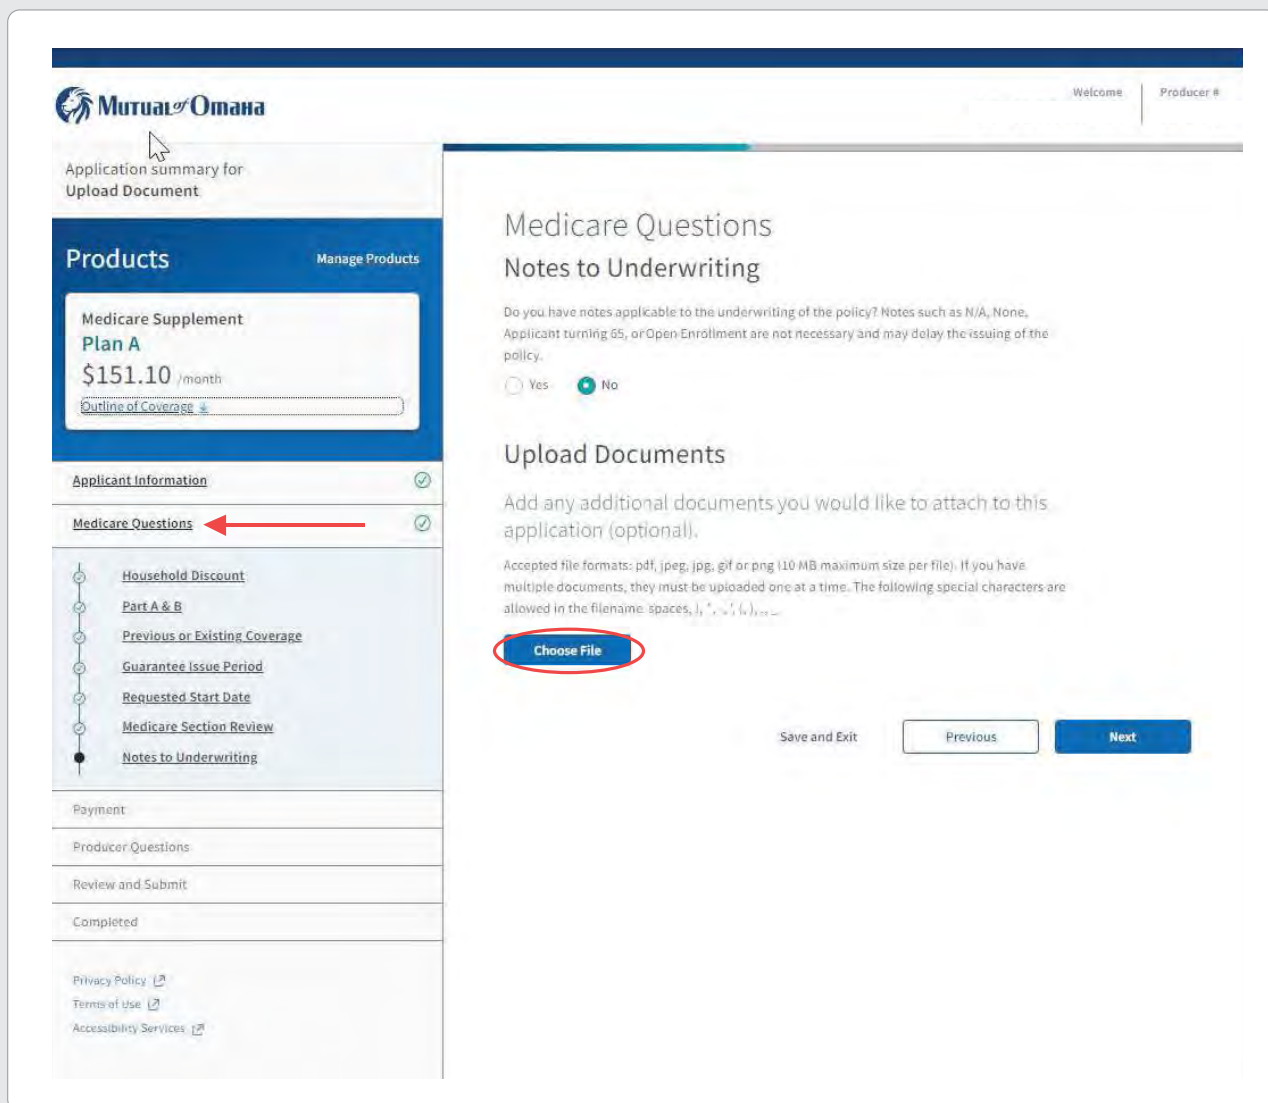 Mutual of Omaha
Welcome
Producer #
Application summary for
Upload Document
Products
Manage Products
Medicare Supplement
Plan A
$151.10 /month
Outline of Coverage
Applicant Information
Medicare Questions
Household Discount
Part A & B
Previous or Existing Coverage
Guarantee Issue Period
Requested Start Date
Medicare Section Review
Notes to Underwriting
Payment
Producer Questions
Review and Submit
Completed
Privacy Policy
Terms of Use
Accessibility Services
Medicare Questions
Notes to Underwriting
Do you have notes applicable to the underwriting of the policy? Notes such as N/A, None,
Applicant turning 65, or Open Enrollment are not necessary and may delay the issuing of the
policy.
Yes
No
Upload Documents
Add any additional documents you would like to attach to this
application (optional).
Accepted file formats: pdf, jpeg, jpg, gif or png (10 MB maximum size per file). If you have
multiple documents, they must be uploaded one at a time. The following special characters are
allowed in the filename: spaces,
Choose File
Save and Exit
Previous
Next